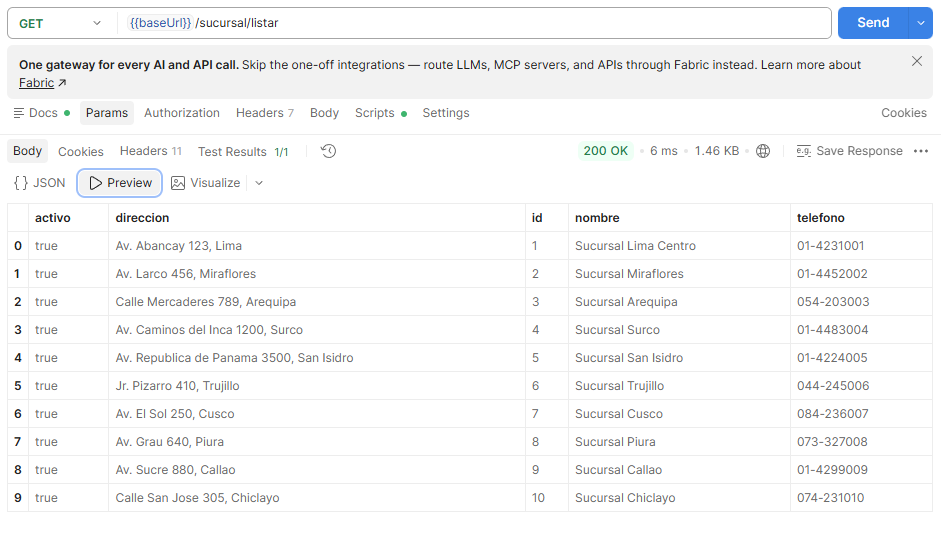 GET {{baseUrl}} /sucursal/listar Send
One gateway for every AI and API call. Skip the one-off integrations — route LLMs, MCP servers, and APIs through Fabric instead. Learn more about
Fabric ↗
Docs Params Authorization Headers 7 Body Scripts Settings Cookies
Body Cookies Headers 11 Test Results 1/1 200 OK 6 ms 1.46 KB e.g. Save Response
{ } JSON Preview Visualize
activo direccion id nombre telefono
0 true Av. Abancay 123, Lima 1 Sucursal Lima Centro 01-4231001
1 true Av. Larco 456, Miraflores 2 Sucursal Miraflores 01-4452002
2 true Calle Mercaderes 789, Arequipa 3 Sucursal Arequipa 054-203003
3 true Av. Caminos del Inca 1200, Surco 4 Sucursal Surco 01-4483004
4 true Av. Republica de Panama 3500, San Isidro 5 Sucursal San Isidro 01-4224005
5 true Jr. Pizarro 410, Trujillo 6 Sucursal Trujillo 044-245006
6 true Av. El Sol 250, Cusco 7 Sucursal Cusco 084-236007
7 true Av. Grau 640, Piura 8 Sucursal Piura 073-327008
8 true Av. Sucre 880, Callao 9 Sucursal Callao 01-4299009
9 true Calle San Jose 305, Chiclayo 10 Sucursal Chiclayo 074-231010